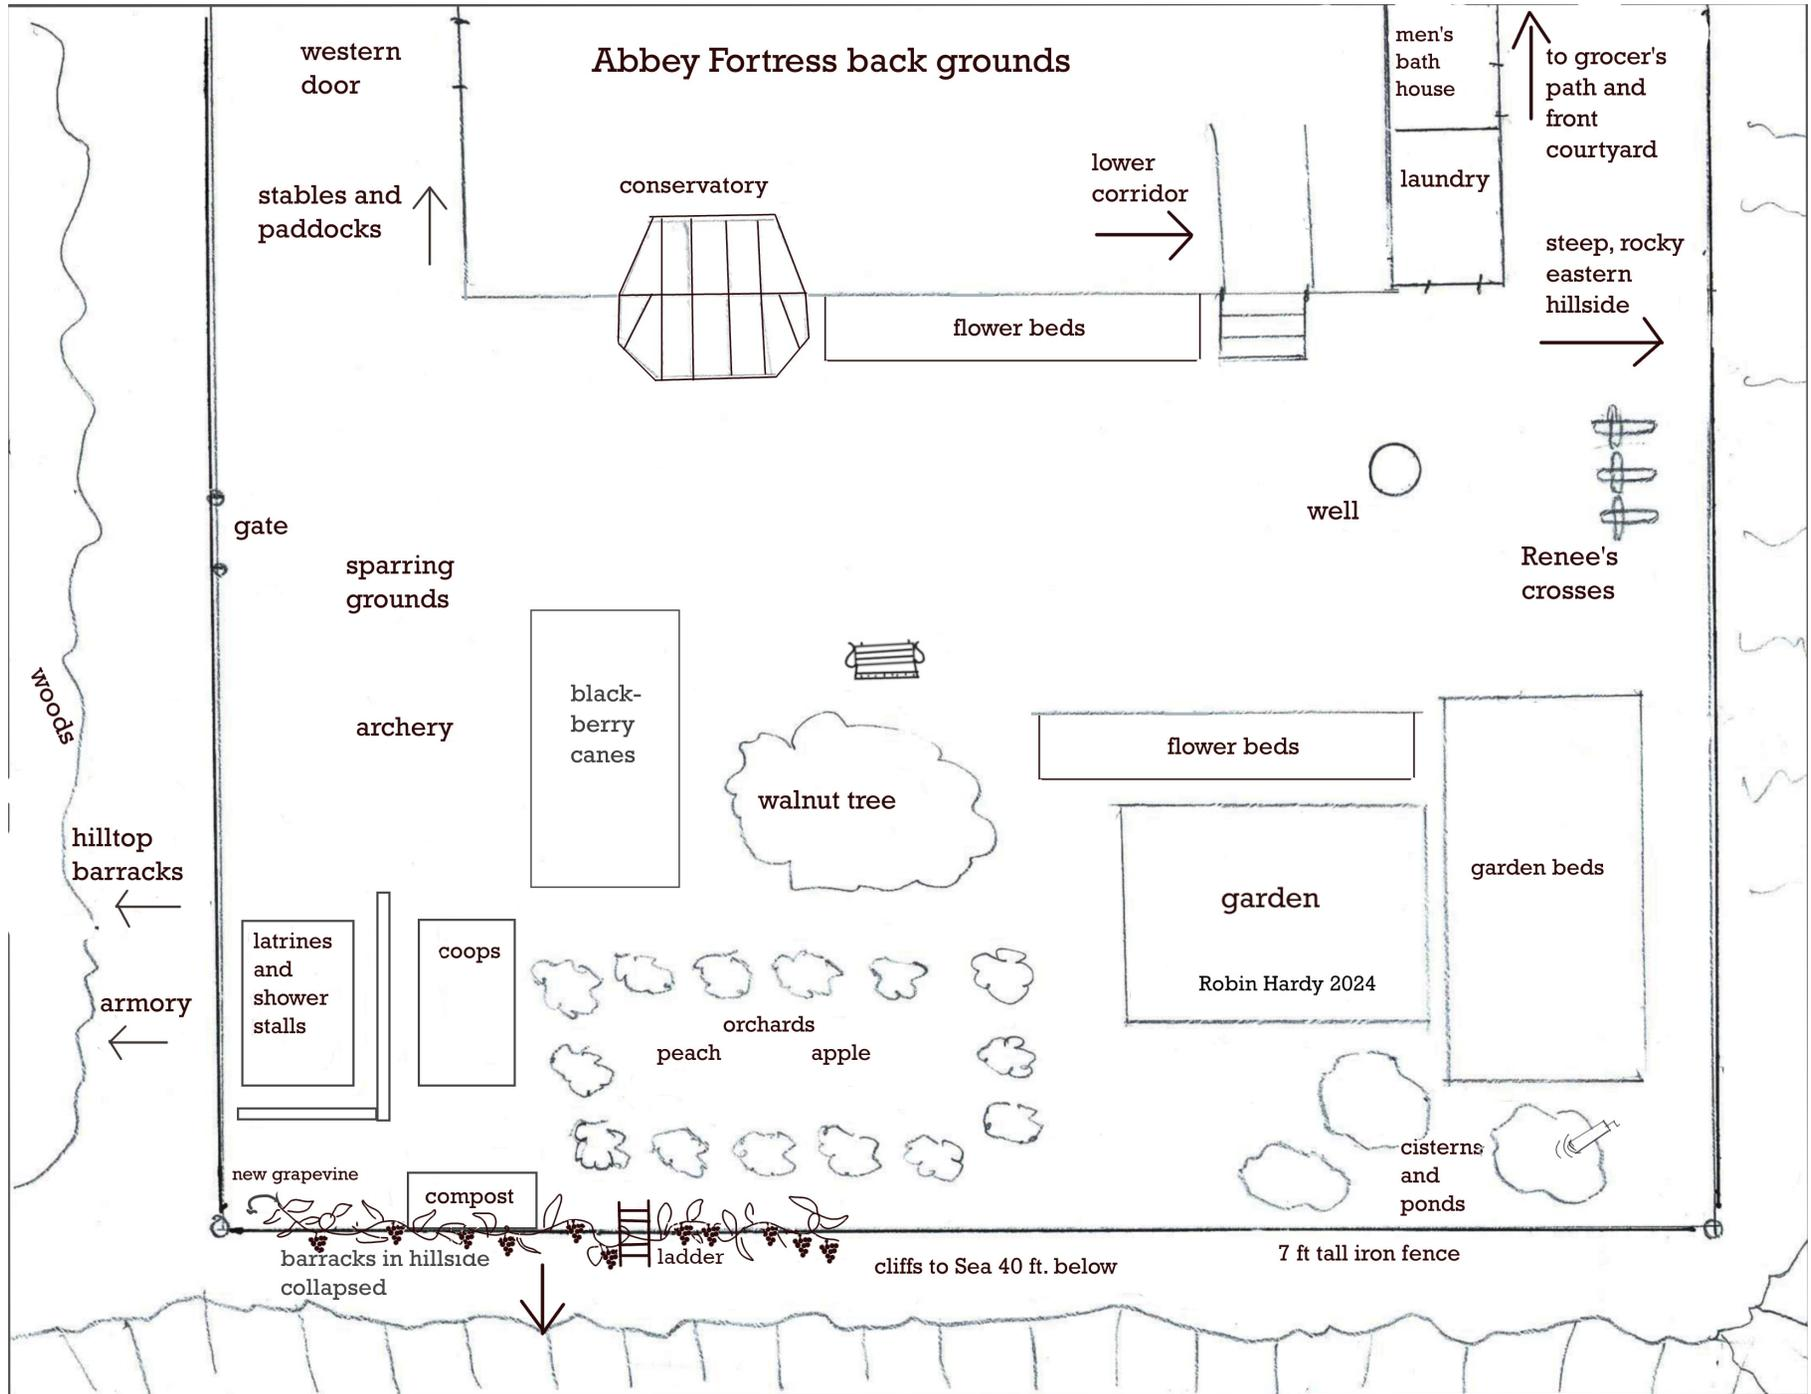 Abbey Fortress back grounds
western
door
men's
bath
house
to grocer's
path and
front
courtyard
stables and
paddocks
conservatory
lower
corridor
laundry
steep, rocky
eastern
hillside
flower beds
well
gate
sparring
grounds
Renee's
crosses
woods
black-
berry
canes
archery
walnut tree
flower beds
hilltop
barracks
garden
garden beds
latrines
and
shower
stalls
coops
Robin Hardy 2024
armory
orchards
peach apple
cisterns
and
ponds
new grapevine
compost
barracks in hillside
collapsed
ladder
cliffs to Sea 40 ft. below
7 ft tall iron fence